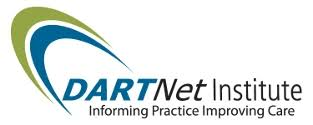 DARTNet Institute
Informing Practice Improving Care